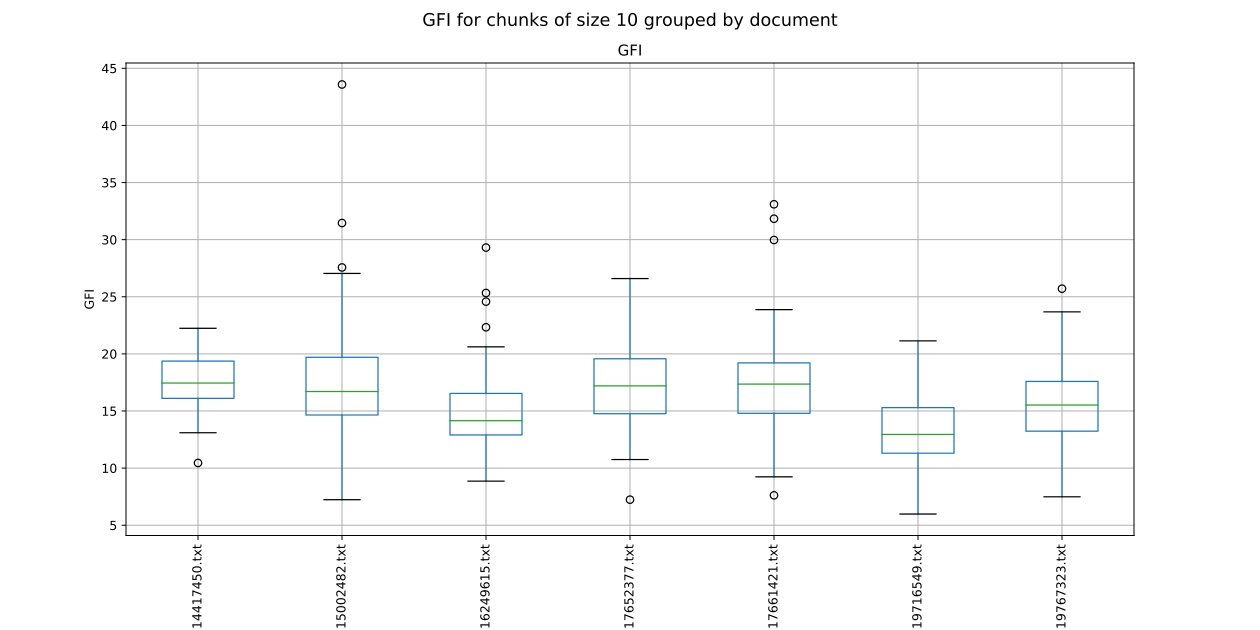 GFI for chunks of size 10 grouped by document
GFI
45
40
35
30
25
20
15
10
5
GFI
14417450.txt
15002482.txt
16249615.txt
17652377.txt
17661421.txt
19716549.txt
19767323.txt